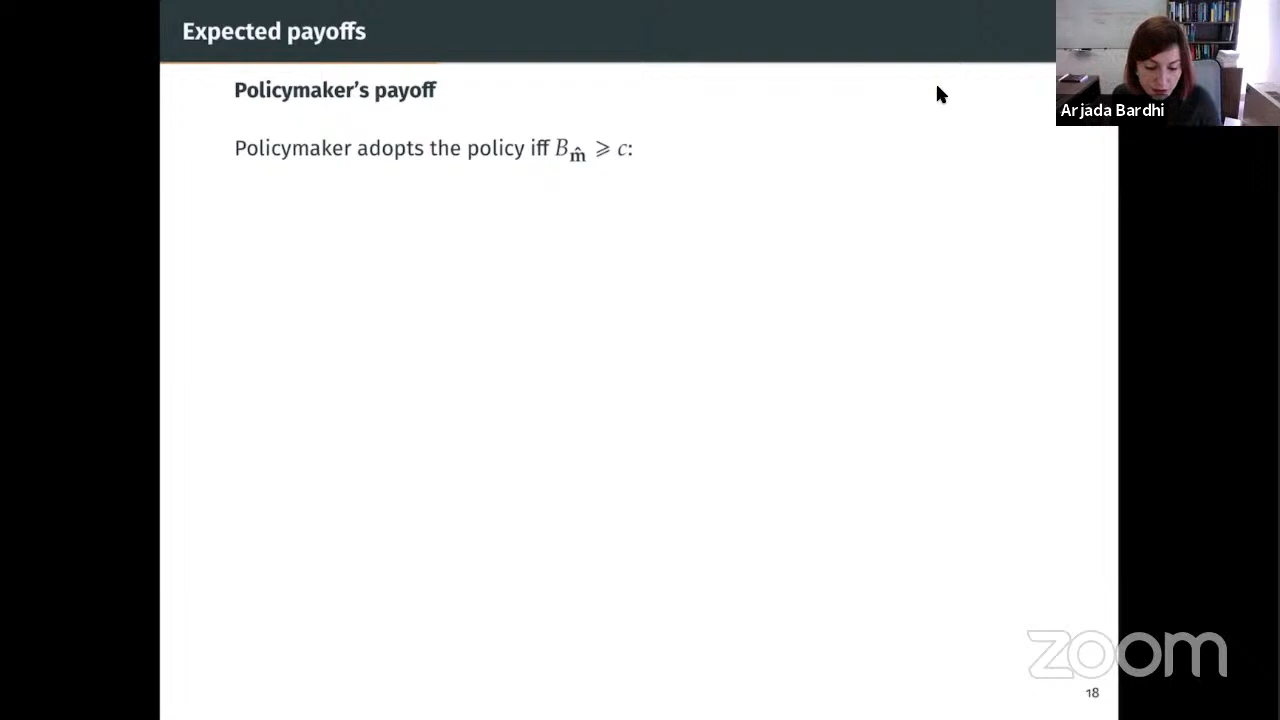 Expected payoffs
Arjada Bardhi
Policymaker’s payoff
Policymaker adopts the policy iff B_m̂ ⩾ c:
zoom
18